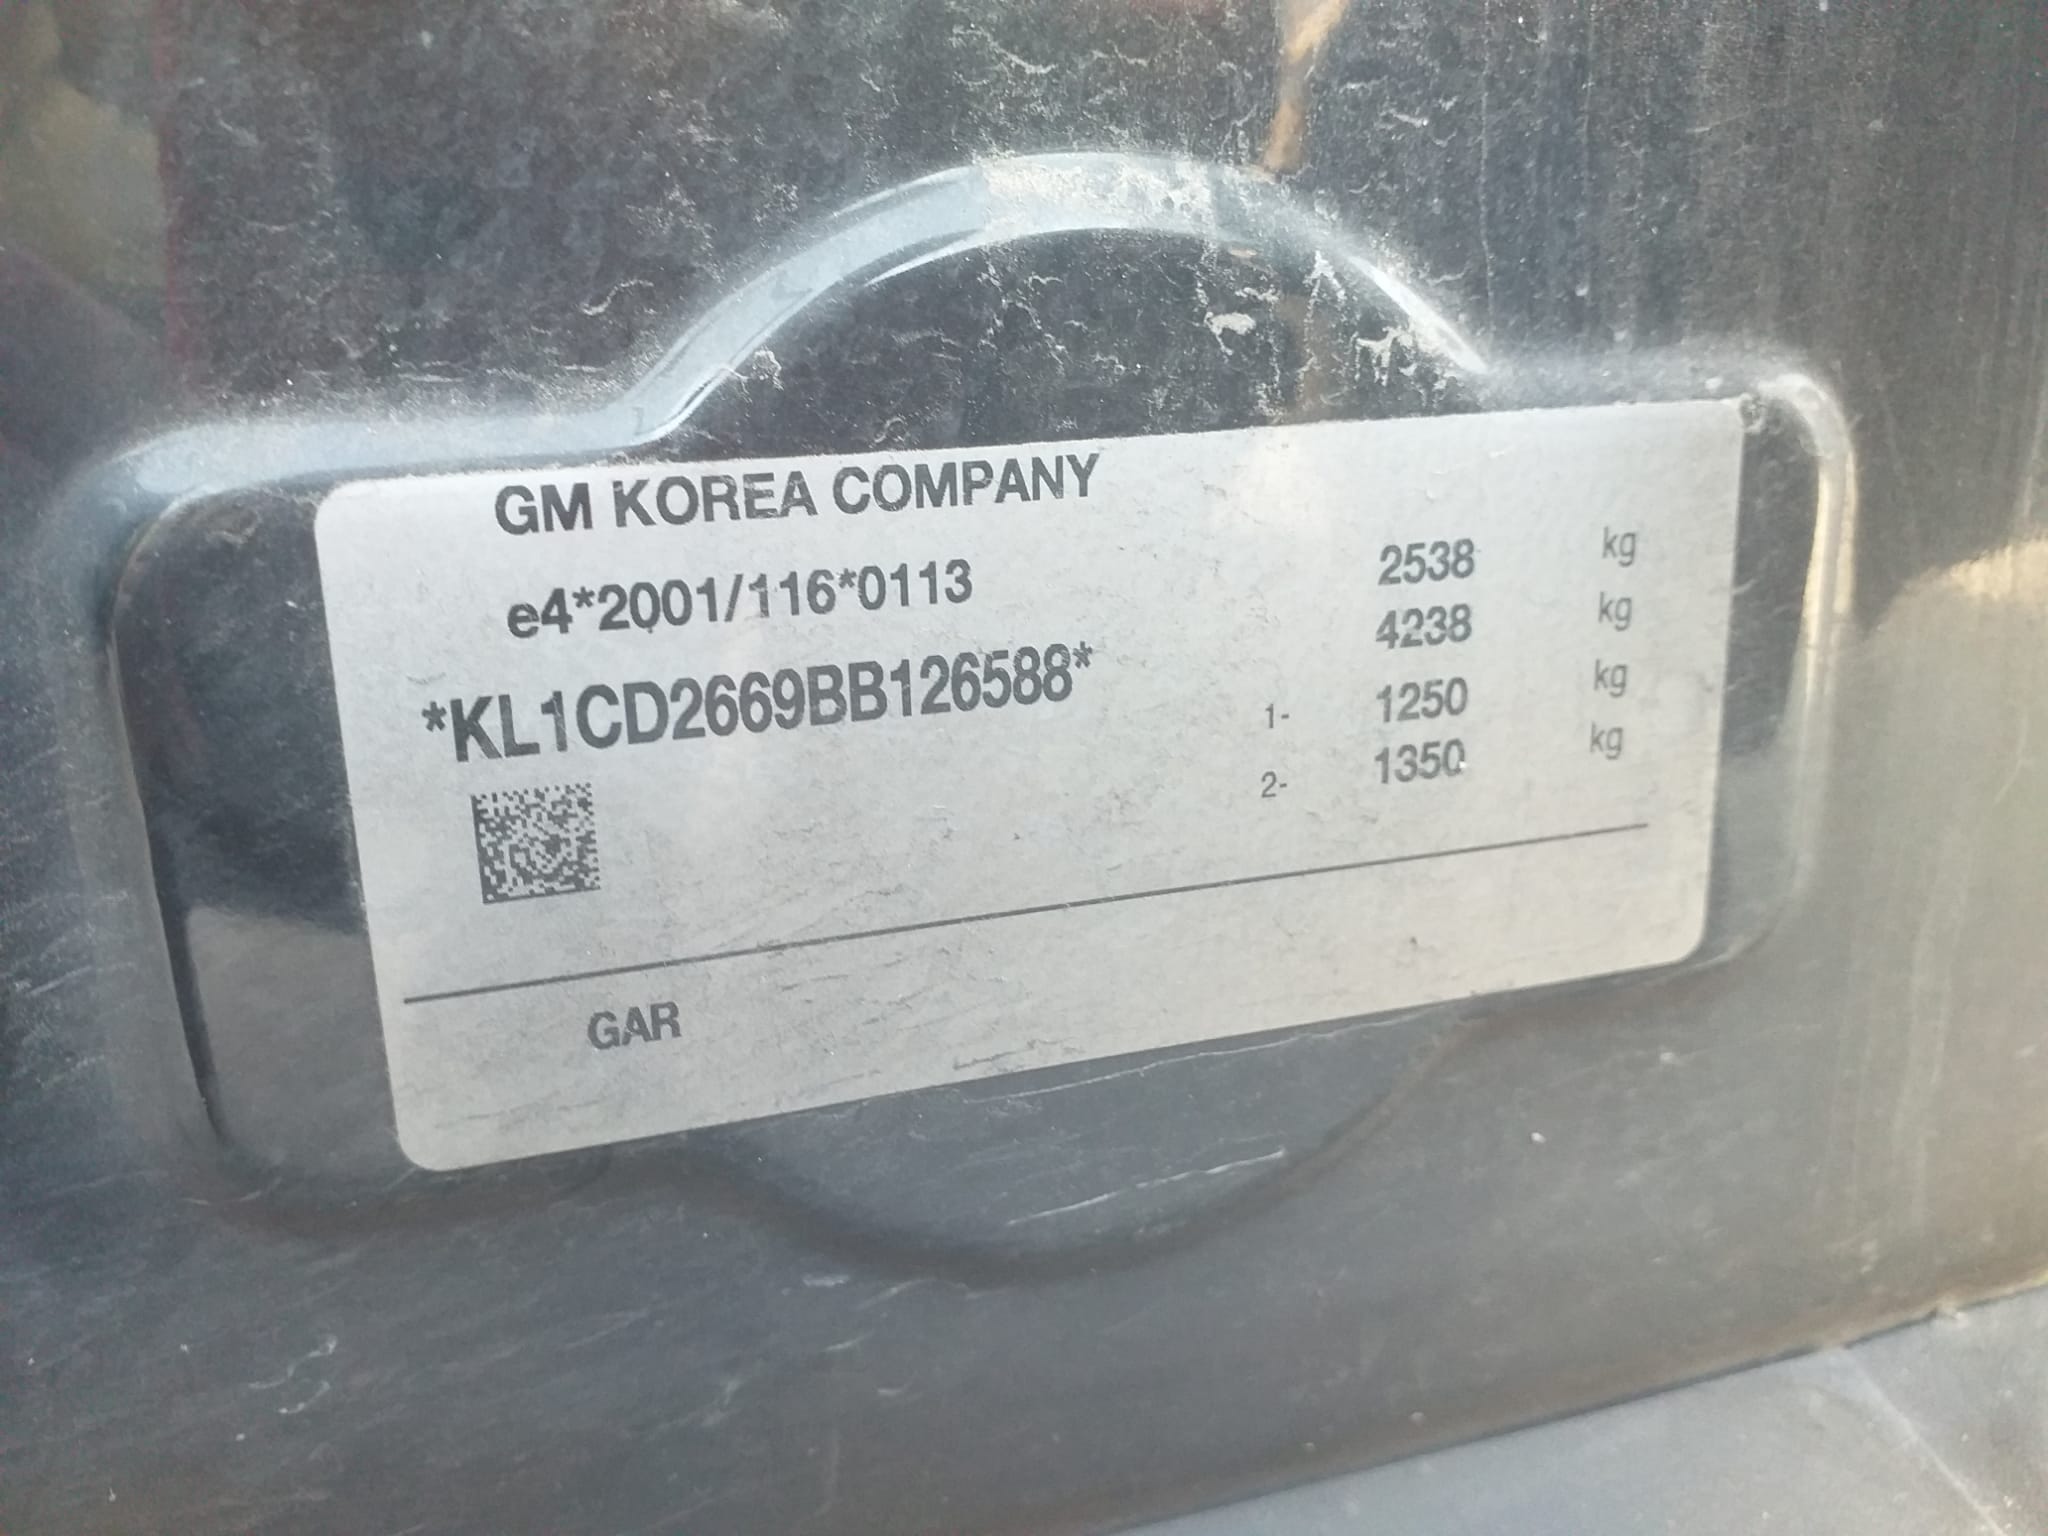 GM KOREA COMPANY
e4*2001/116*0113
*KL1CD2669BB126588*
2538 kg
4238 kg
1- 1250 kg
2- 1350 kg
GAR